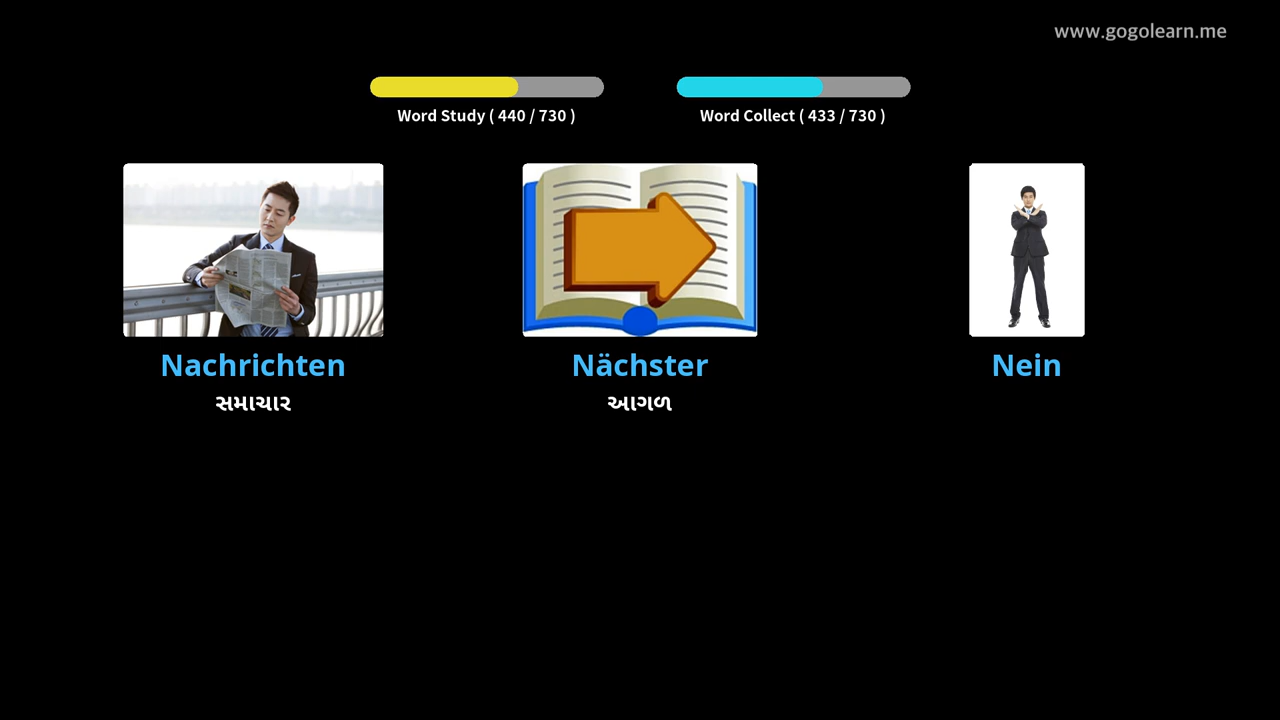 www.gogolearn.me
Word Study ( 440 / 730 )
Word Collect ( 433 / 730 )
Nachrichten
Nächster
Nein
સમાચાર
આગળ